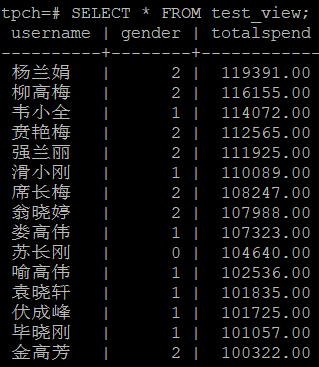 tpch=# SELECT * FROM test_view;
username | gender | totalspend
----------+--------+------------
杨兰娟 | 2 | 119391.00
柳高梅 | 2 | 116155.00
韦小全 | 1 | 114072.00
贲艳梅 | 2 | 112565.00
强兰丽 | 2 | 111925.00
滑小刚 | 1 | 110089.00
席长梅 | 2 | 108247.00
翁晓婷 | 2 | 107988.00
娄高伟 | 1 | 107323.00
苏长刚 | 0 | 104640.00
喻高伟 | 1 | 102536.00
袁晓轩 | 1 | 101835.00
伏成峰 | 1 | 101725.00
毕晓刚 | 1 | 101057.00
金高芳 | 2 | 100322.00